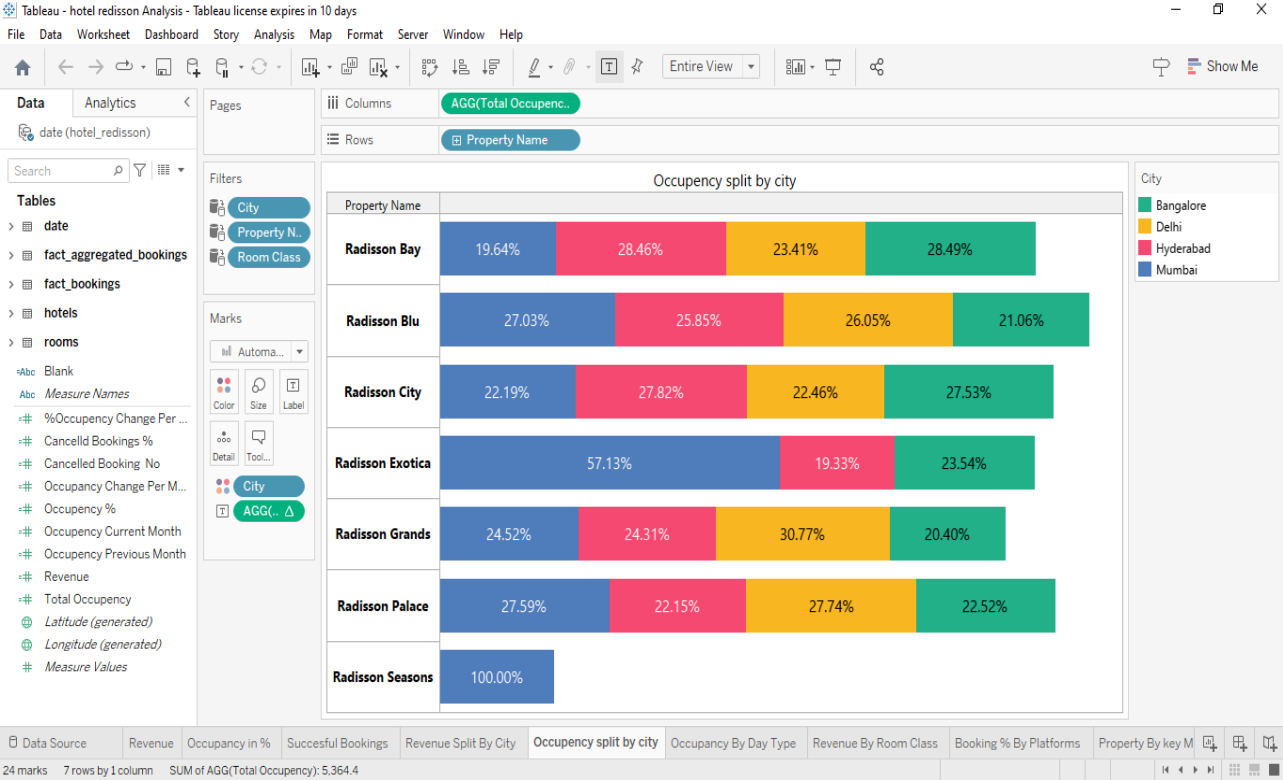 Tableau - hotel redisson Analysis - Tableau license expires in 10 days
File Data Worksheet Dashboard Story Analysis Map Format Server Window Help
Entire View
Show Me
Data Analytics
date (hotel_redisson)
Search
Tables
date
fact_aggregated_bookings
fact_bookings
hotels
rooms
Abc Blank
Abc Measure Names
%Occupency Change Per ...
Cancelld Bookings %
Cancelled Booking No
Occupancy Change Per M...
Occupency %
Occupent Current Month
Occupency Previous Month
Revenue
Total Occupency
Latitude (generated)
Longitude (generated)
Measure Values
Pages
Filters
City
Property N..
Room Class
Marks
Automa...
Color Size Label
Detail Tool...
City
AGG(.. Δ
Columns AGG(Total Occupenc..
Rows Property Name
Occupency split by city
Property Name
Radisson Bay 19.64% 28.46% 23.41% 28.49%
Radisson Blu 27.03% 25.85% 26.05% 21.06%
Radisson City 22.19% 27.82% 22.46% 27.53%
Radisson Exotica 57.13% 19.33% 23.54%
Radisson Grands 24.52% 24.31% 30.77% 20.40%
Radisson Palace 27.59% 22.15% 27.74% 22.52%
Radisson Seasons 100.00%
City
Bangalore
Delhi
Hyderabad
Mumbai
Data Source Revenue Occupancy in % Succesful Bookings Revenue Split By City Occupency split by city Occupancy By Day Type Revenue By Room Class Booking % By Platforms Property By key M
24 marks 7 rows by 1 column SUM of AGG(Total Occupency): 5,364.4